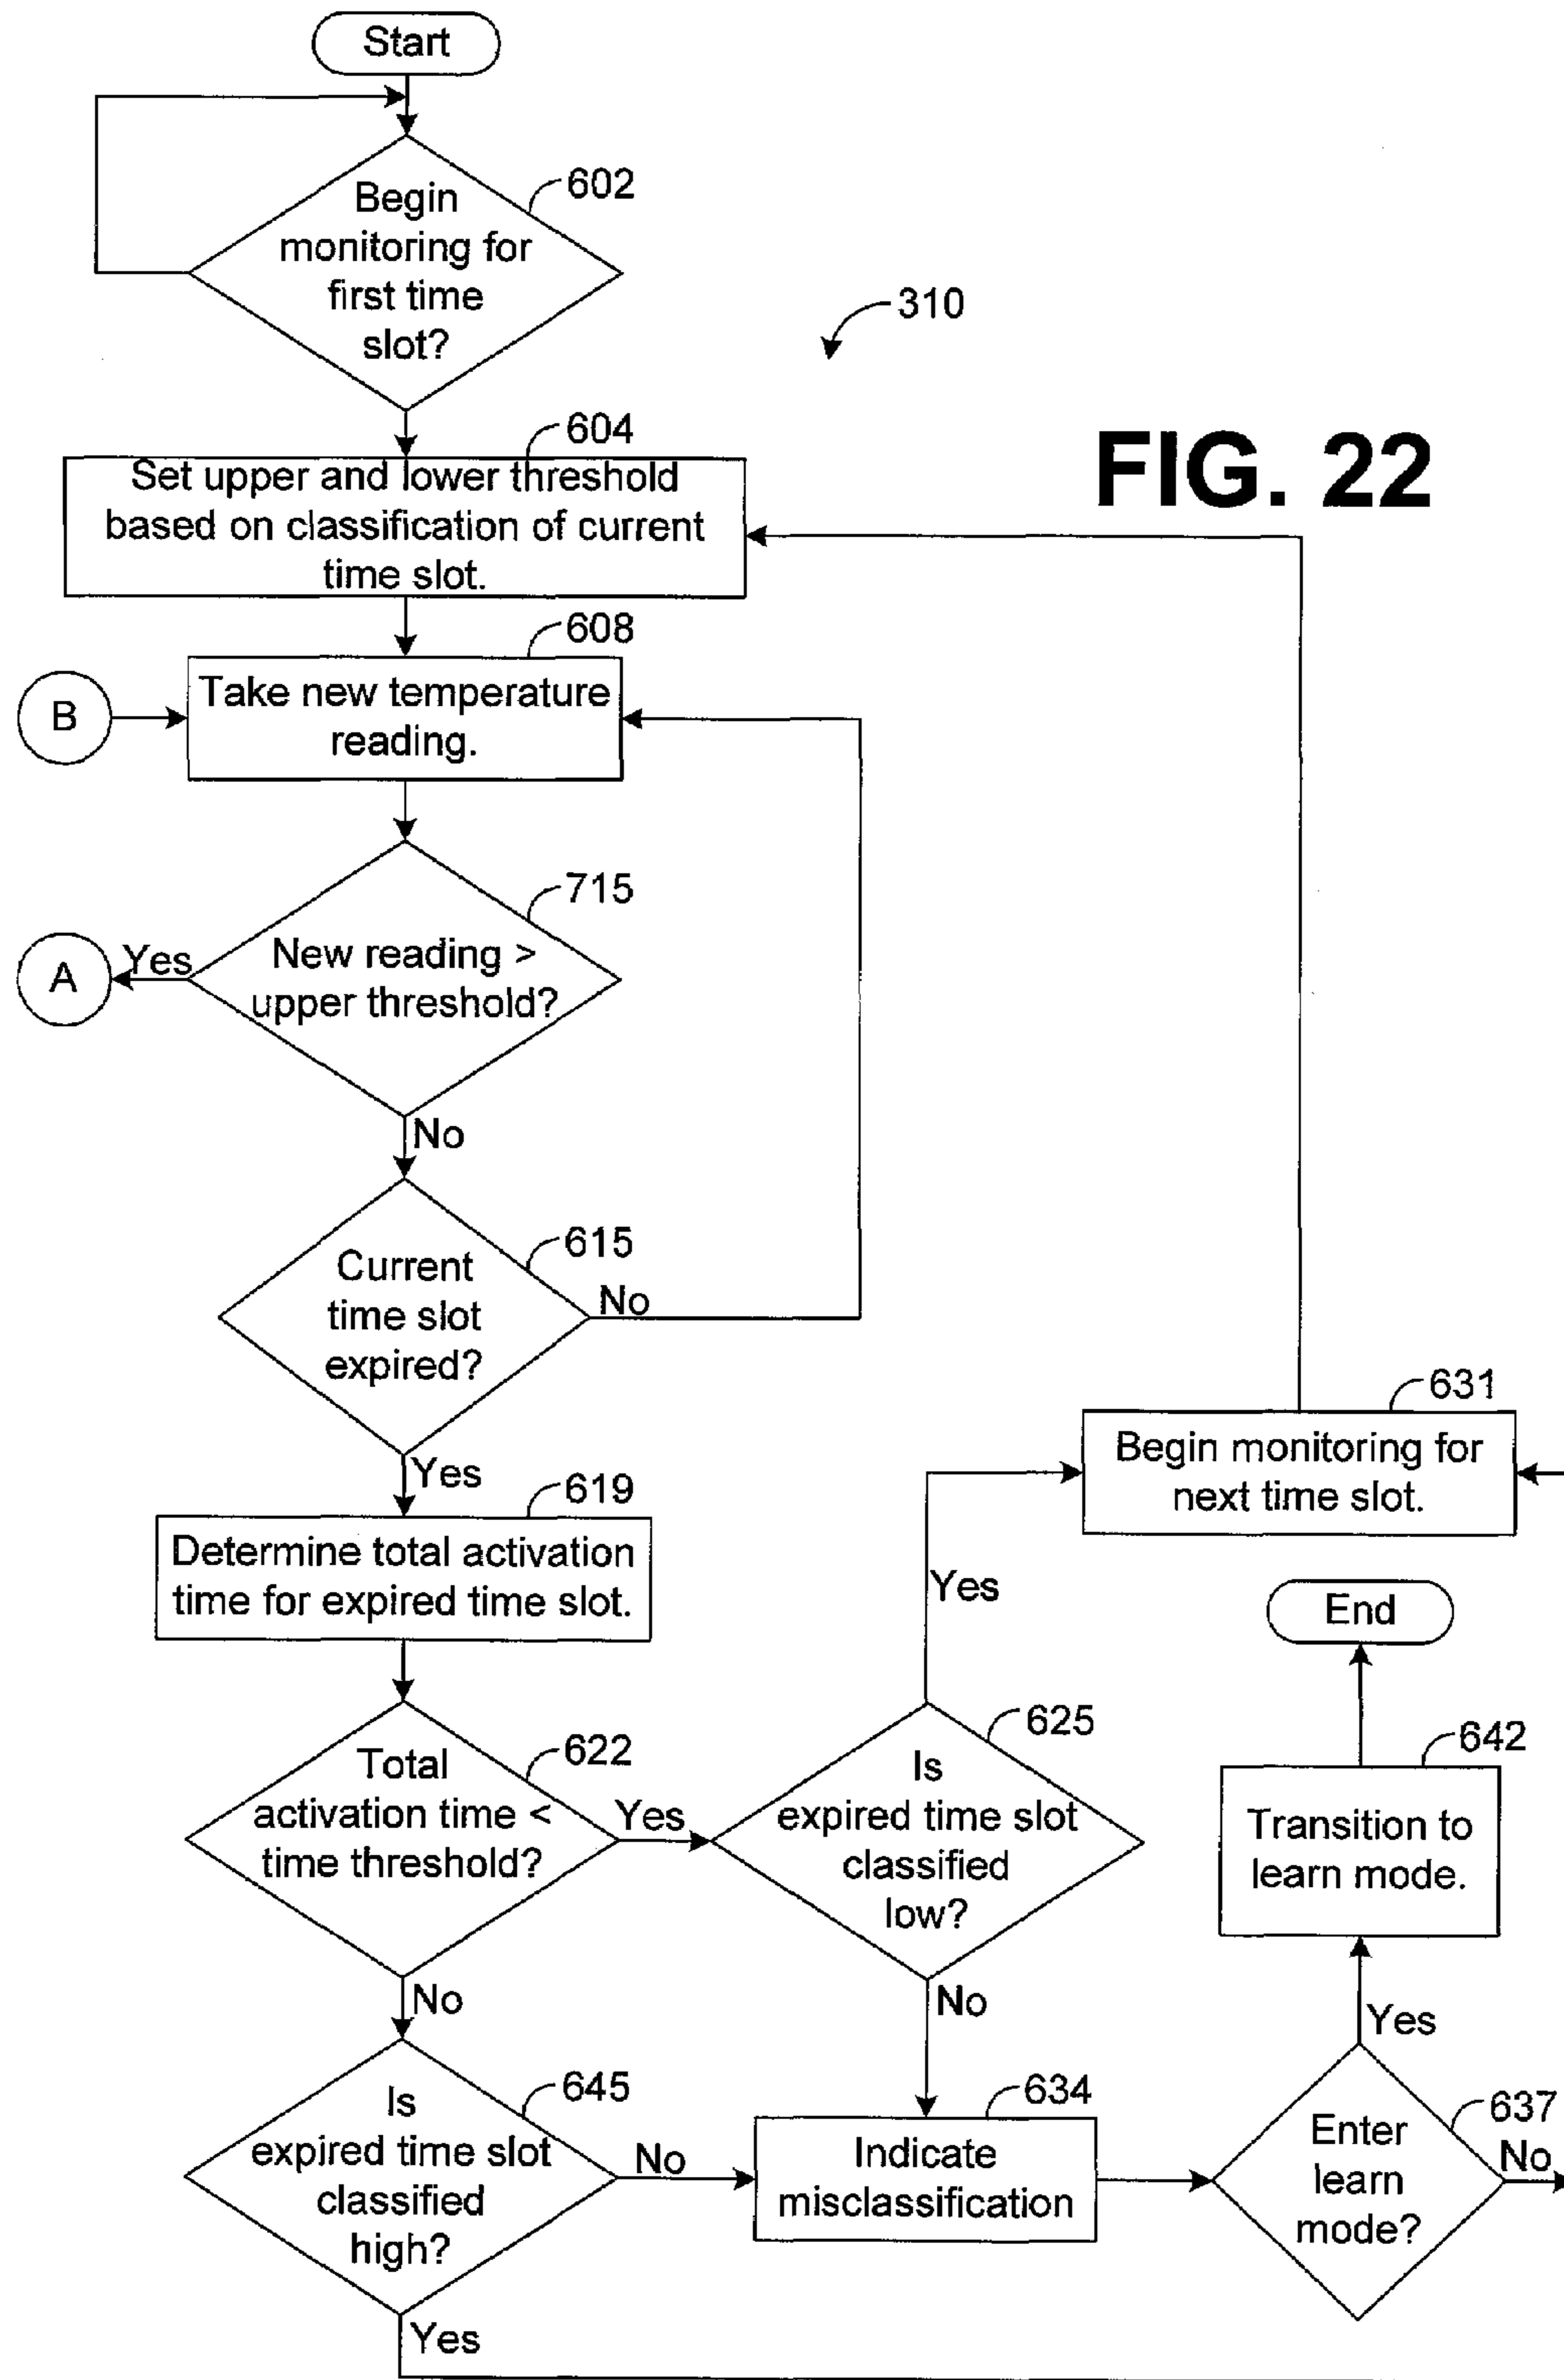 Start
602
Begin
monitoring for
first time
slot?
310
FIG. 22
604
Set upper and lower threshold
based on classification of current
time slot.
608
B
Take new temperature
reading.
715
A
Yes
New reading >
upper threshold?
No
615
Current
time slot
expired?
No
Yes
619
Determine total activation
time for expired time slot.
631
Begin monitoring for
next time slot.
Yes
End
622
Total
activation time <
time threshold?
Yes
625
Is
expired time slot
classified
low?
642
Transition to
learn mode.
No
No
Yes
645
Is
expired time slot
classified
high?
No
634
Indicate
misclassification
637
Enter
learn
mode?
No
Yes